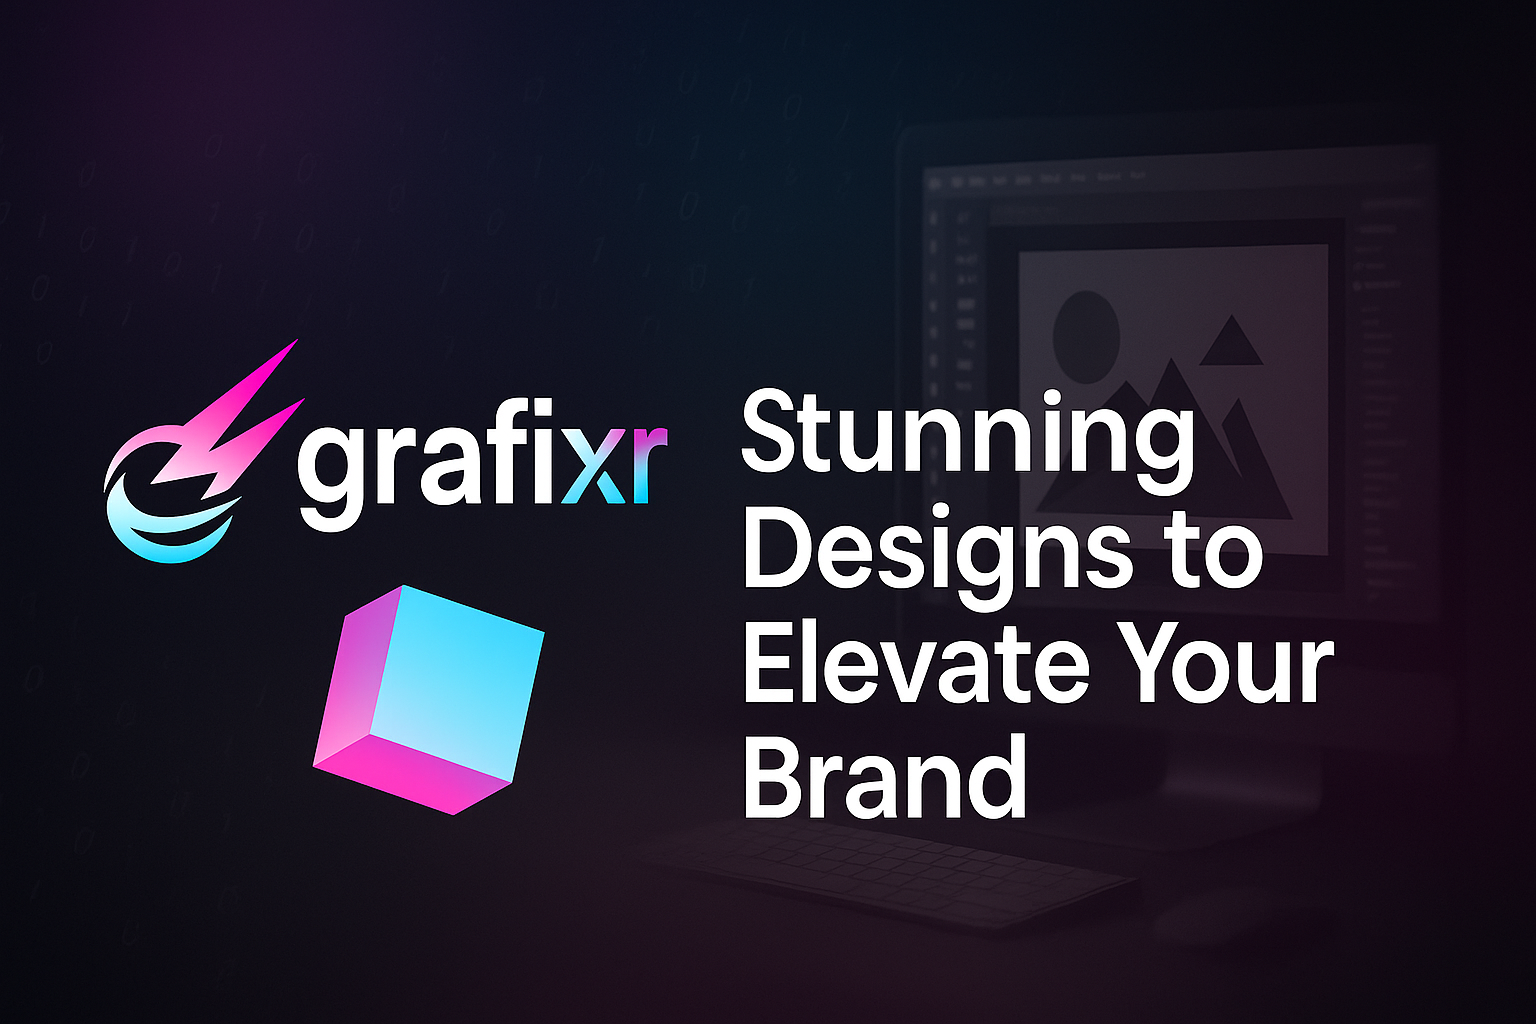 grafixr
Stunning
Designs to
Elevate Your
Brand